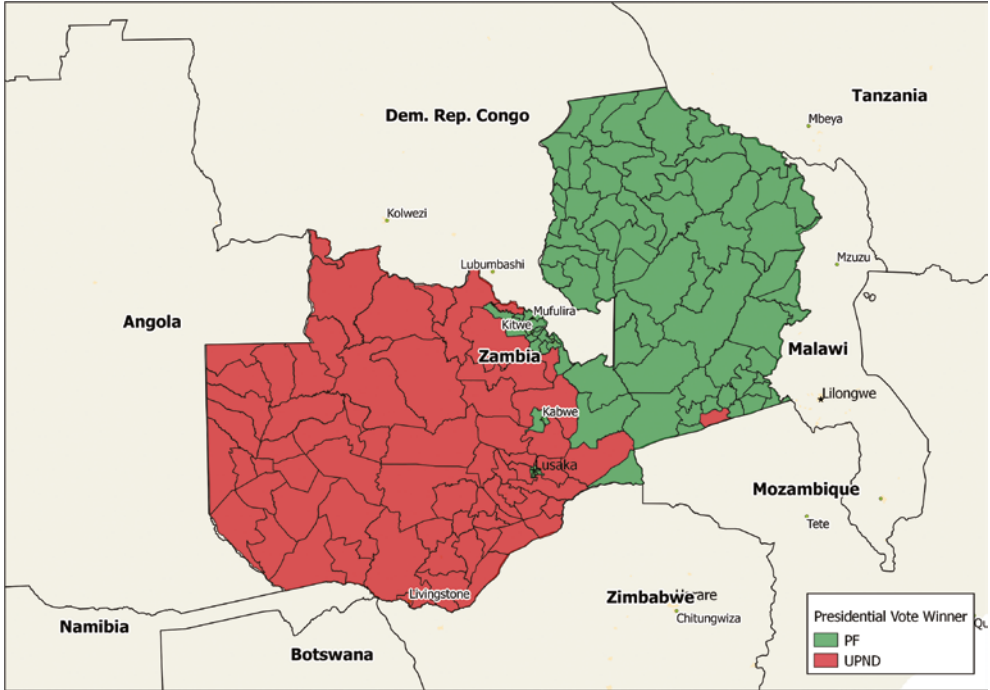 Tanzania
Dem. Rep. Congo
Mbeya
Kolwezi
Lubumbashi
Mzuzu
Mufulira
Angola
Kitwe
Zambia
Malawi
Lilongwe
Kabwe
Lusaka
Mozambique
Tete
Livingstone
Zimbabwe
Chitungwiza
Namibia
Botswana
Presidential Vote Winner
PF
UPND